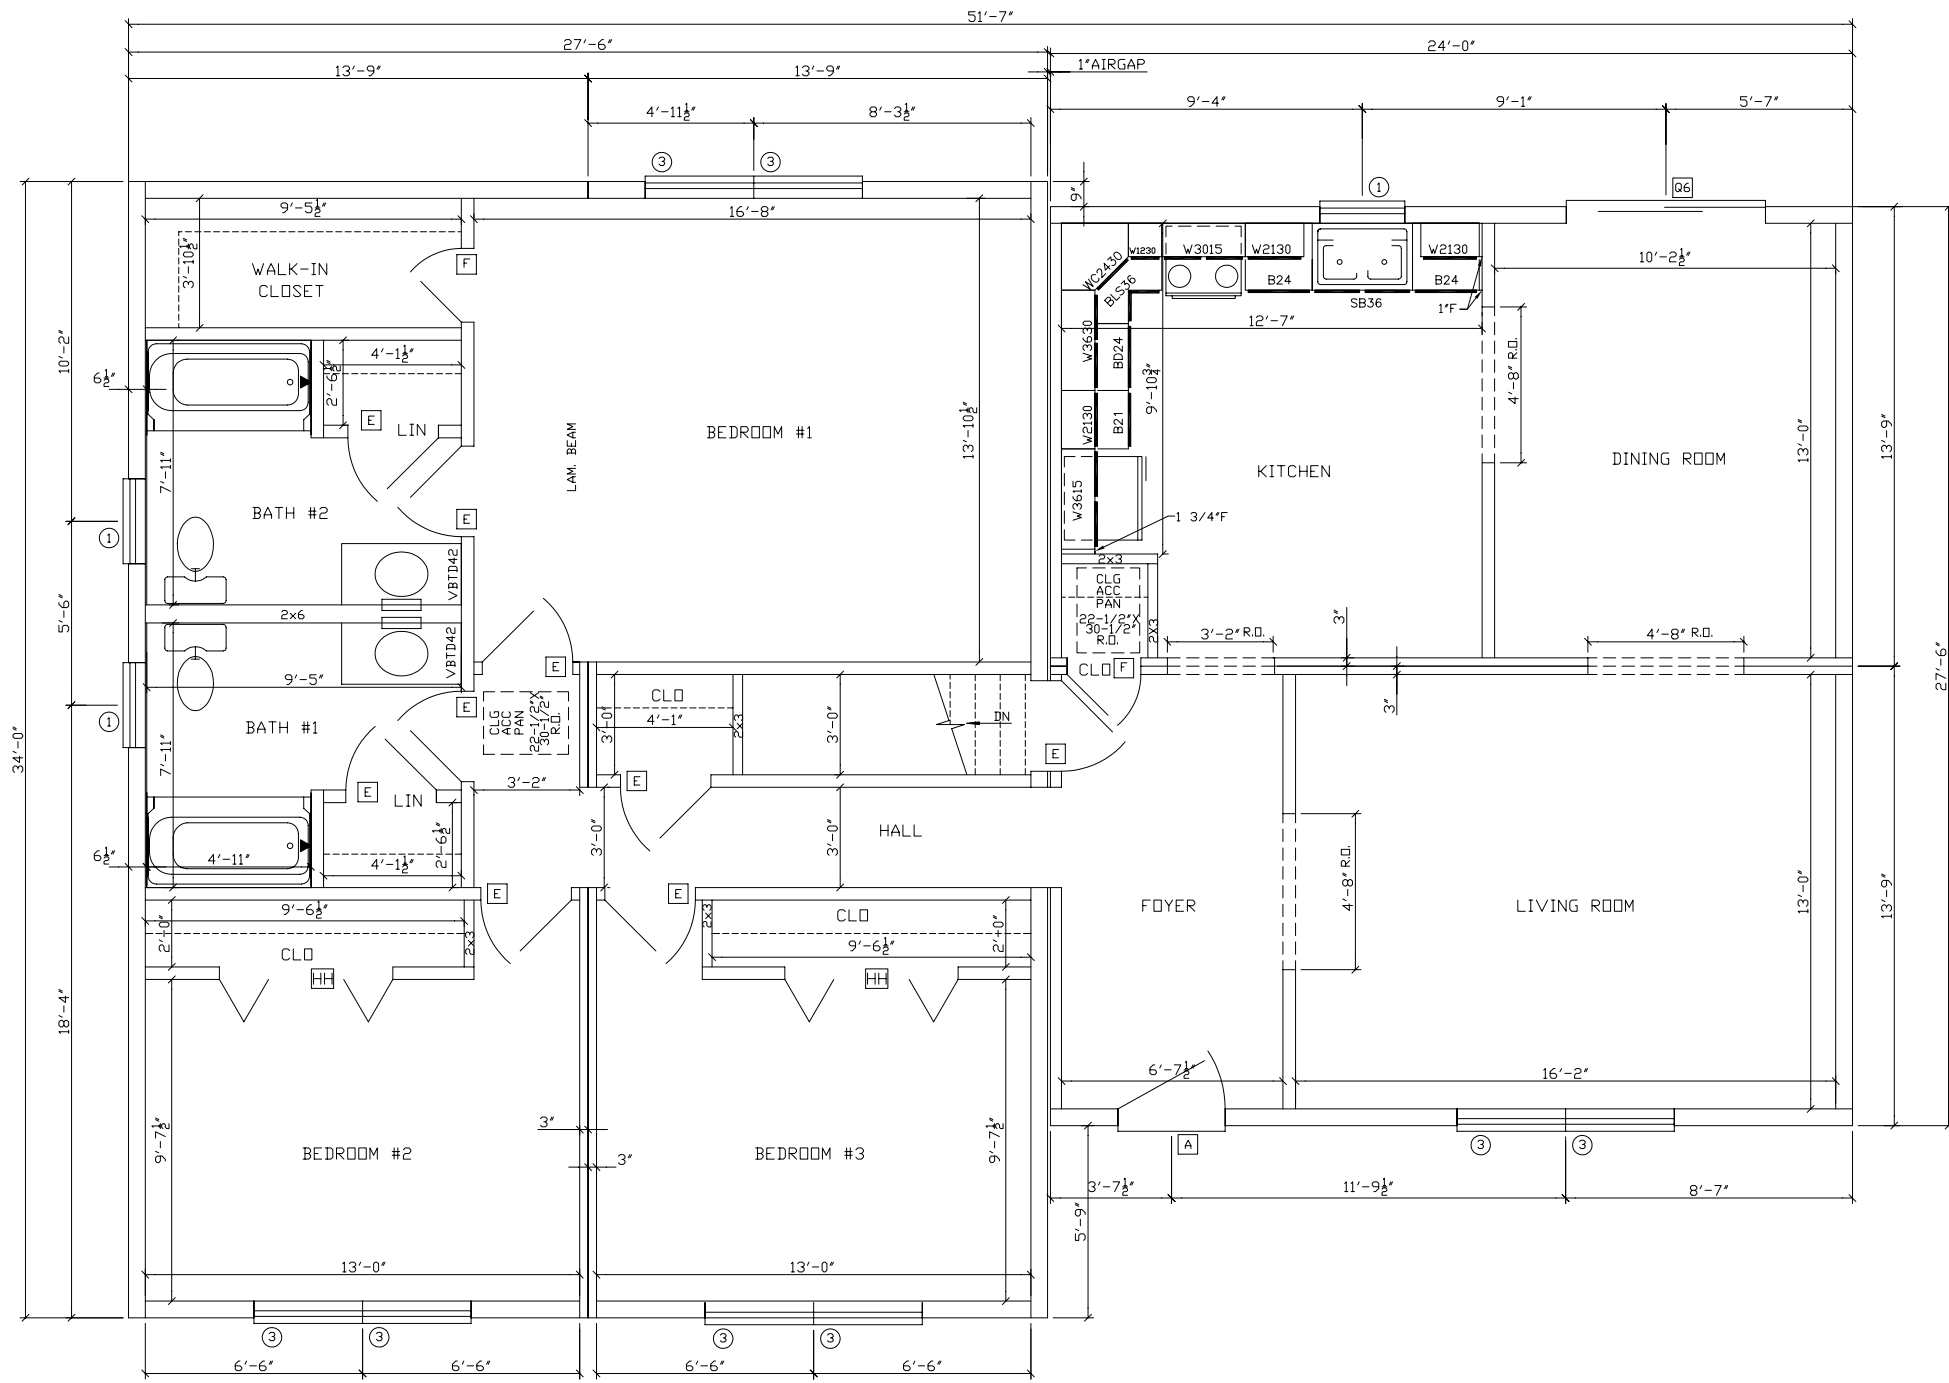 51'-7"
27'-6"
24'-0"
1"AIRGAP
13'-9"
13'-9"
4'-11½"
8'-3½"
9'-4"
9'-1"
5'-7"
3
3
1
Q6
9"
9'-5½"
16'-8"
3'-10½"
WALK-IN
CLOSET
F
WC2430
W1230
W3015
W2130
W2130
BLS36
B24
SB36
B24
1"F
10'-2½"
12'-7"
10'-2"
6½"
4'-1½"
2'-6½"
E
LIN
W3630
BD24
W2130
B21
9'-10¾"
4'-8" R.O.
LAM. BEAM
BEDROOM #1
13'-10½"
KITCHEN
DINING ROOM
13'-0"
13'-9"
7'-11"
BATH #2
E
1
W3615
1 3/4"F
2x3
VBTD42
CLG
ACC
PAN
22-1/2"X
30-1/2"
R.O.
2x3
5'-6"
2x6
3"
3'-2" R.O.
4'-8" R.O.
VBTD42
E
CLO
F
9'-5"
E
CLO
4'-1"
3'-0"
2x3
3'-0"
DN
3"
27'-6"
CLG
ACC
PAN
22-1/2"X
30-1/2"
R.O.
1
BATH #1
7'-11"
34'-0"
E
E
LIN
3'-2"
E
6½"
4'-11"
4'-1½"
2'-6½"
3'-0"
3'-0"
HALL
E
E
9'-6½"
2'-0"
CLO
2x3
HH
2x3
CLO
9'-6½"
2'-0"
HH
FOYER
4'-8" R.O.
LIVING ROOM
13'-0"
13'-9"
18'-4"
6'-7½"
16'-2"
9'-7½"
BEDROOM #2
3"
3"
BEDROOM #3
9'-7½"
A
3
3
3'-7½"
11'-9½"
8'-7"
5'-9"
13'-0"
13'-0"
3
3
3
3
6'-6"
6'-6"
6'-6"
6'-6"